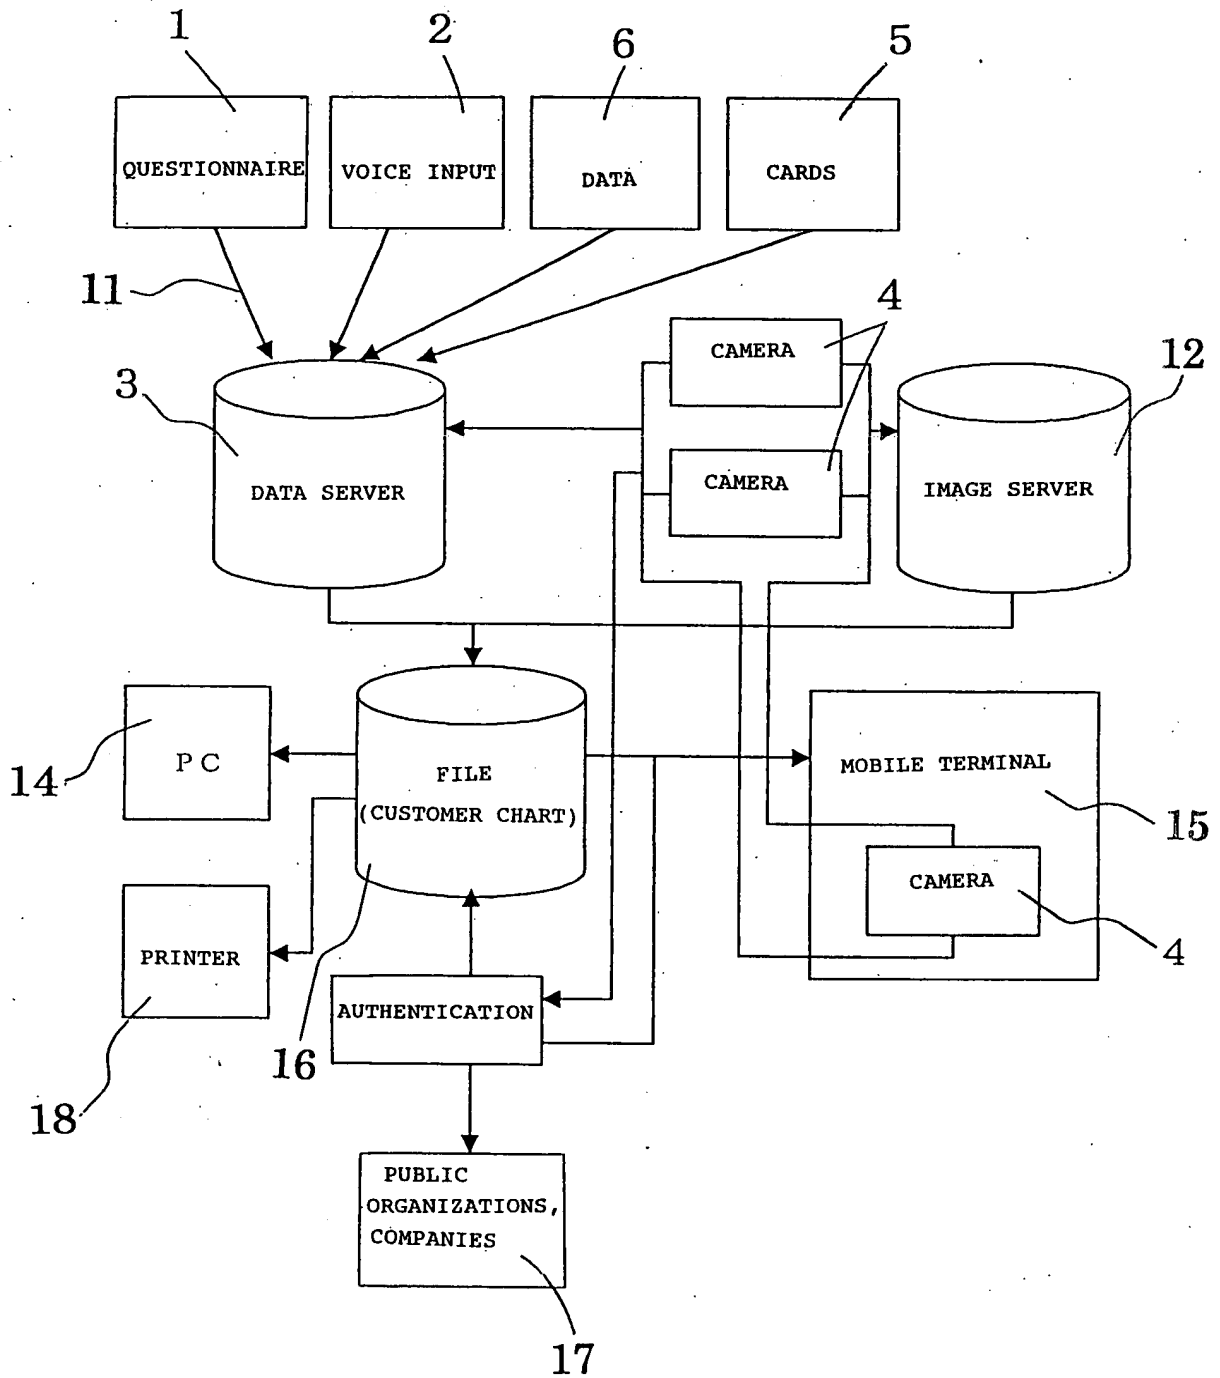 1
2
6
5
QUESTIONNAIRE
VOICE INPUT
DATA
CARDS
11
4
CAMERA
12
3
CAMERA
DATA SERVER
IMAGE SERVER
14
PC
FILE
(CUSTOMER CHART)
MOBILE TERMINAL
15
CAMERA
4
PRINTER
18
16
AUTHENTICATION
PUBLIC
ORGANIZATIONS,
COMPANIES
17